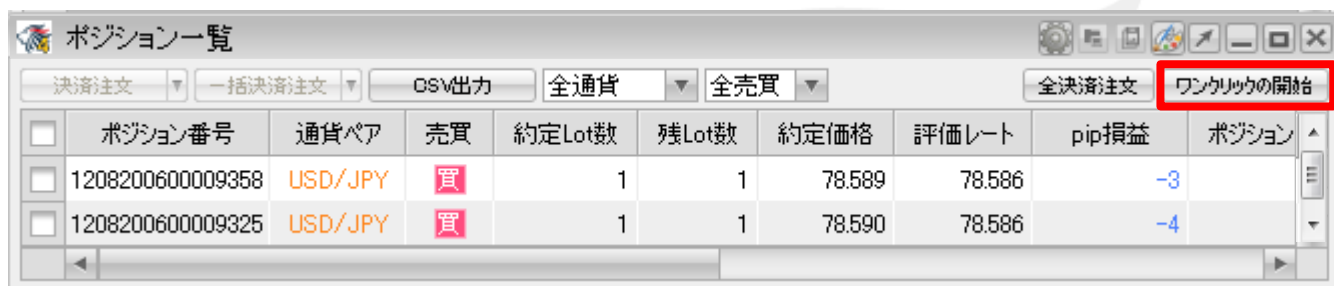 ポジション一覧
決済注文 一括決済注文 CSV出力 全通貨 全売買 全決済注文 ワンクリックの開始
ポジション番号 通貨ペア 売買 約定Lot数 残Lot数 約定価格 評価レート pip損益 ポジション
1208200600009358 USD/JPY 買 1 1 78.589 78.586 -3
1208200600009325 USD/JPY 買 1 1 78.590 78.586 -4